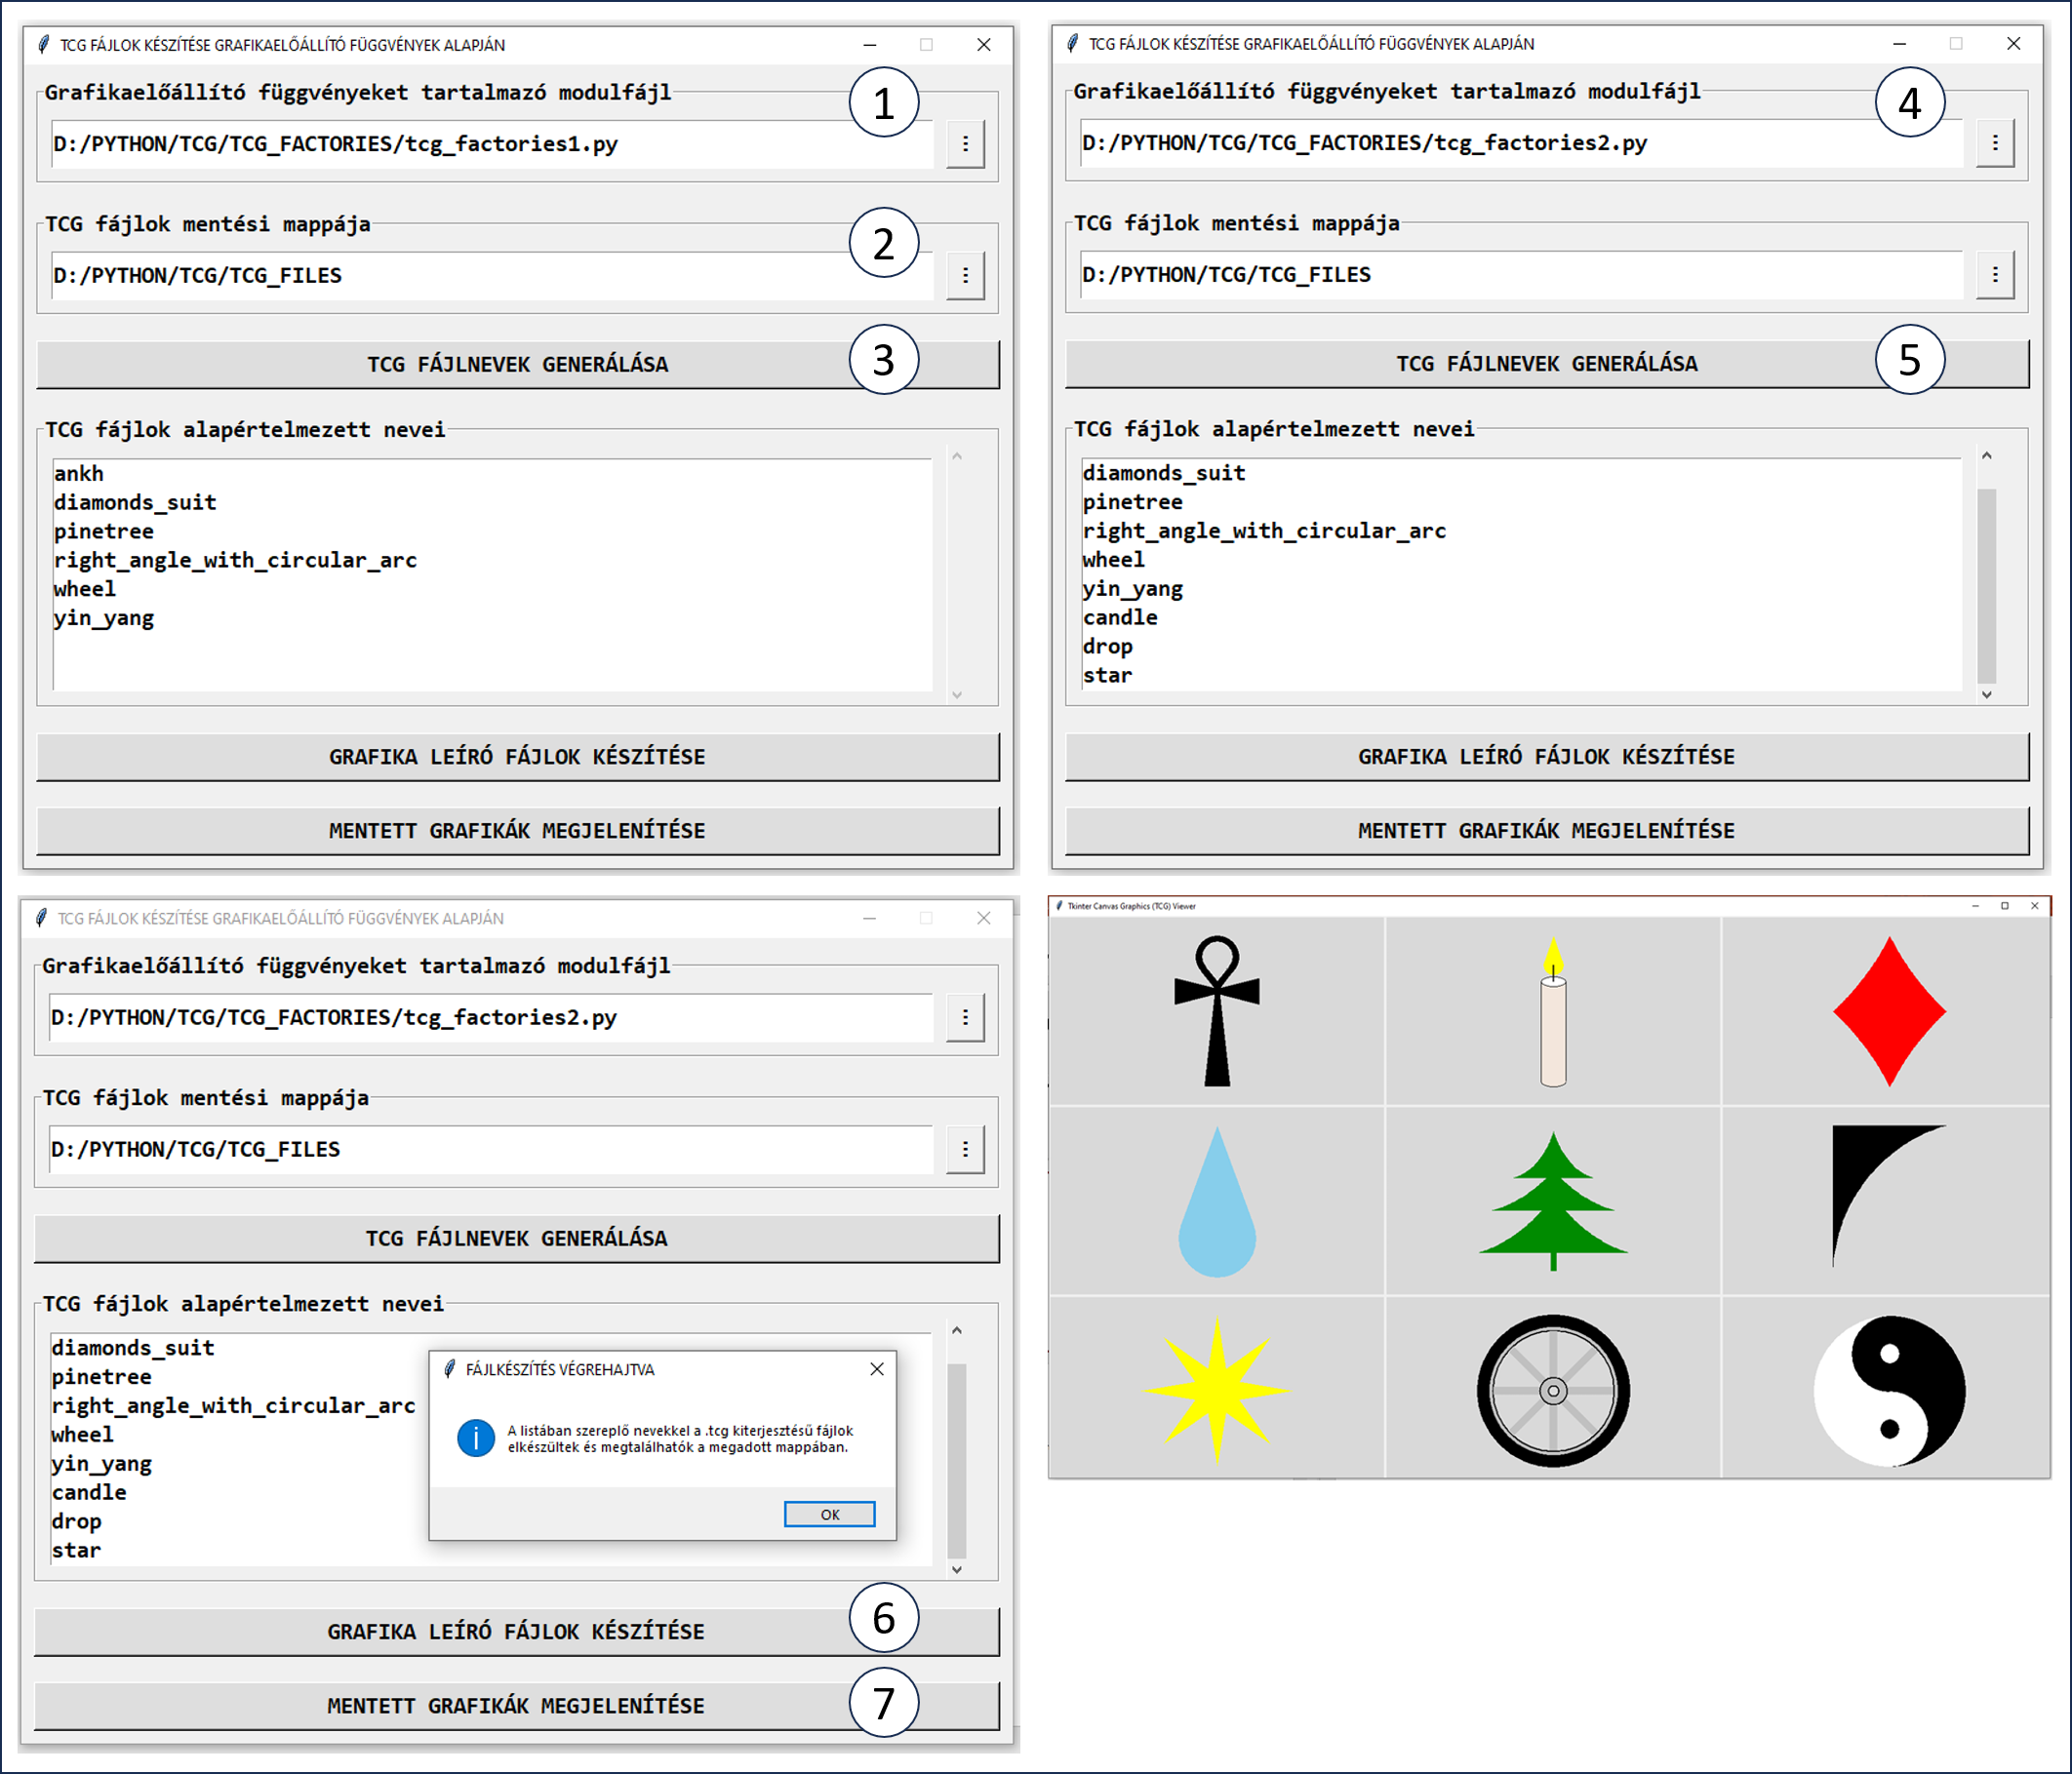 TCG FÁJLOK KÉSZÍTÉSE GRAFIKAELŐÁLLÍTÓ FÜGGVÉNYEK ALAPJÁN
Grafikaelőállító függvényeket tartalmazó modulfájl
1
D:/PYTHON/TCG/TCG_FACTORIES/tcg_factories1.py
TCG fájlok mentési mappája
2
D:/PYTHON/TCG/TCG_FILES
TCG FÁJLNEVEK GENERÁLÁSA
3
TCG fájlok alapértelmezett nevei
ankh
diamonds_suit
pinetree
right_angle_with_circular_arc
wheel
yin_yang
GRAFIKA LEÍRÓ FÁJLOK KÉSZÍTÉSE
MENTETT GRAFIKÁK MEGJELENÍTÉSE
TCG FÁJLOK KÉSZÍTÉSE GRAFIKAELŐÁLLÍTÓ FÜGGVÉNYEK ALAPJÁN
Grafikaelőállító függvényeket tartalmazó modulfájl
4
D:/PYTHON/TCG/TCG_FACTORIES/tcg_factories2.py
TCG fájlok mentési mappája
D:/PYTHON/TCG/TCG_FILES
TCG FÁJLNEVEK GENERÁLÁSA
5
TCG fájlok alapértelmezett nevei
diamonds_suit
pinetree
right_angle_with_circular_arc
wheel
yin_yang
candle
drop
star
GRAFIKA LEÍRÓ FÁJLOK KÉSZÍTÉSE
MENTETT GRAFIKÁK MEGJELENÍTÉSE
TCG FÁJLOK KÉSZÍTÉSE GRAFIKAELŐÁLLÍTÓ FÜGGVÉNYEK ALAPJÁN
Grafikaelőállító függvényeket tartalmazó modulfájl
D:/PYTHON/TCG/TCG_FACTORIES/tcg_factories2.py
TCG fájlok mentési mappája
D:/PYTHON/TCG/TCG_FILES
TCG FÁJLNEVEK GENERÁLÁSA
TCG fájlok alapértelmezett nevei
diamonds_suit
pinetree
right_angle_with_circular_arc
wheel
yin_yang
candle
drop
star
FÁJLKÉSZÍTÉS VÉGREHAJTVA
A listában szereplő nevekkel a .tcg kiterjesztésű fájlok
elkészültek és megtalálhatók a megadott mappában.
OK
GRAFIKA LEÍRÓ FÁJLOK KÉSZÍTÉSE
6
MENTETT GRAFIKÁK MEGJELENÍTÉSE
7
Tkinter Canvas Graphics (TCG) Viewer